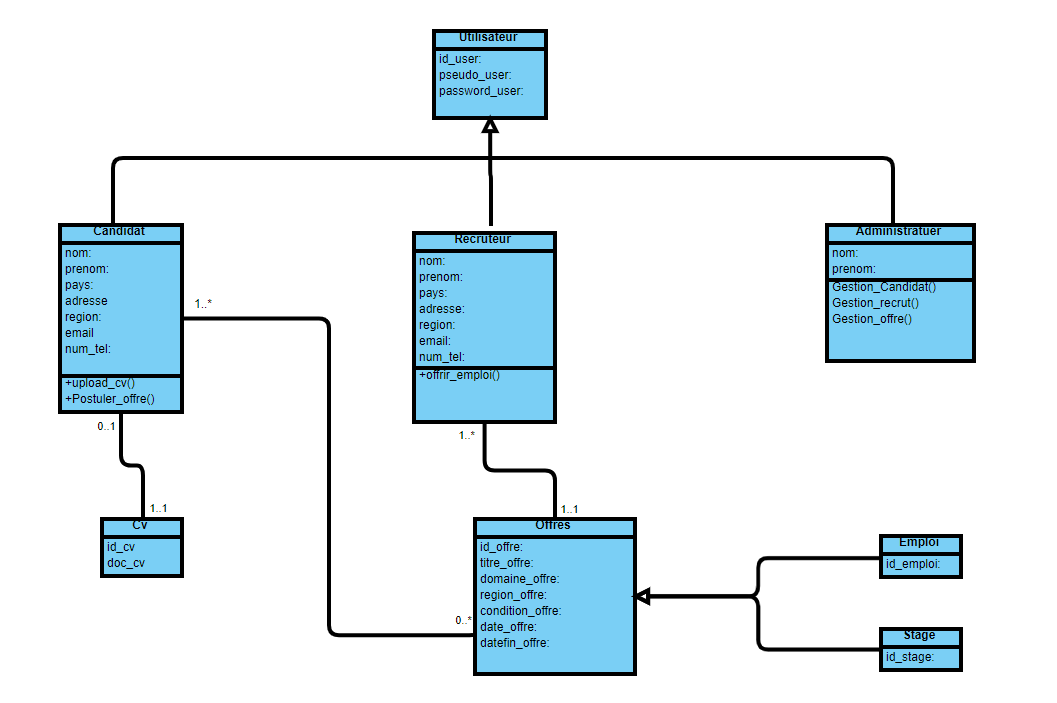 Utilisateur
id_user:
pseudo_user:
password_user:
Candidat
nom:
prenom:
pays:
adresse
region:
email
num_tel:
+upload_cv()
+Postuler_offre()
Recruteur
nom:
prenom:
pays:
adresse:
region:
email:
num_tel:
+offrir_emploi()
Administratuer
nom:
prenom:
Gestion_Candidat()
Gestion_recrut()
Gestion_offre()
1..*
0..1
1..1
Cv
id_cv
doc_cv
1..*
1..1
Offres
id_offre:
titre_offre:
domaine_offre:
region_offre:
condition_offre:
date_offre:
datefin_offre:
0..*
Emploi
id_emploi:
Stage
id_stage: